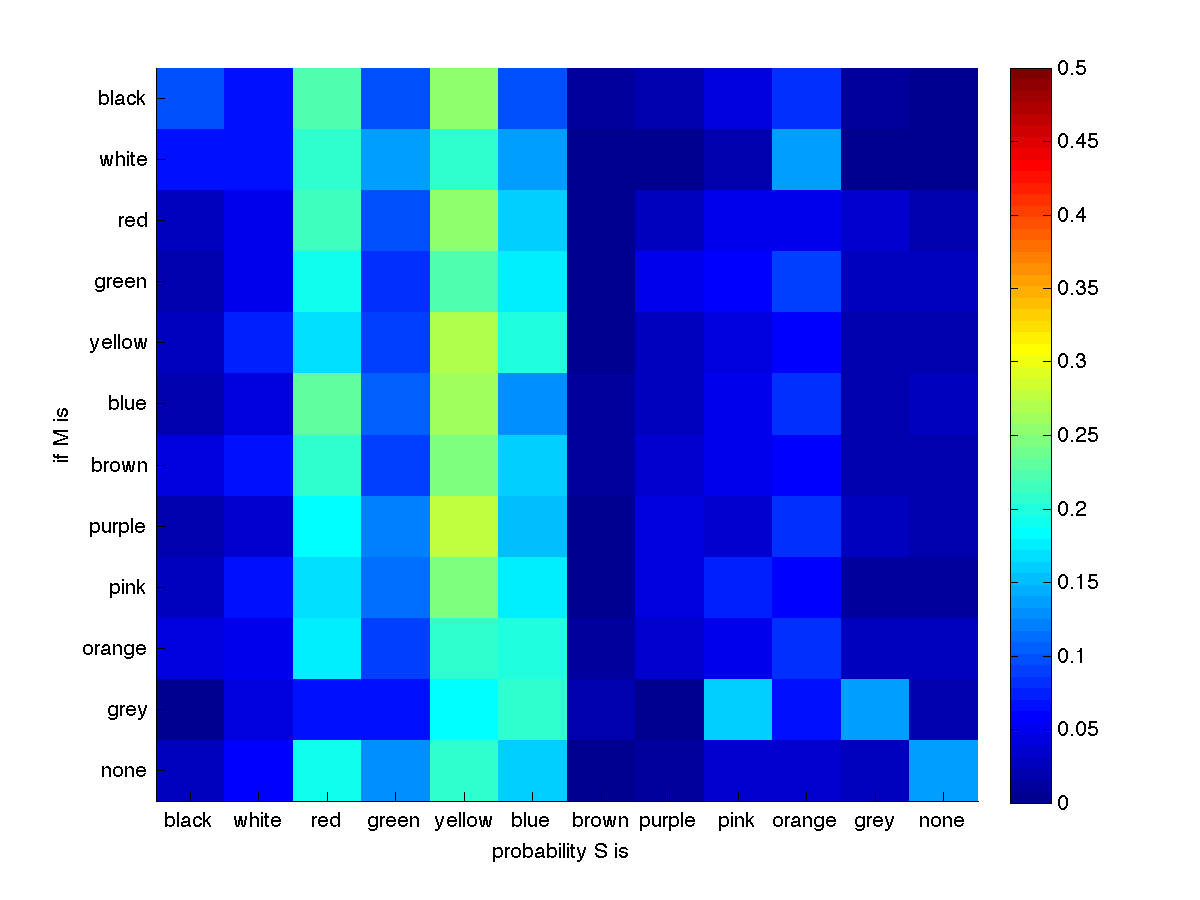 black
white
red
green
yellow
blue
brown
purple
pink
orange
grey
none
if M is
black white red green yellow blue brown purple pink orange grey none
probability S is
0.5
0.45
0.4
0.35
0.3
0.25
0.2
0.15
0.1
0.05
0